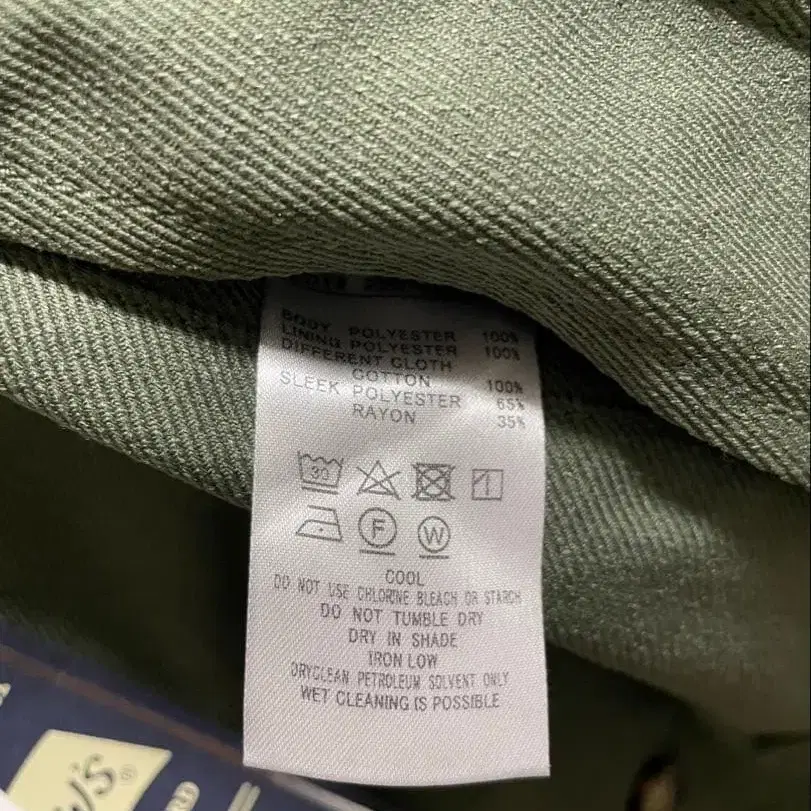 BODY POLYESTER 100%
LINING POLYESTER 100%
DIFFERENT CLOTH
COTTON 100%
SLEEK POLYESTER 65%
RAYON 35%
30
F
W
COOL
DO NOT USE CHLORINE BLEACH OR STARCH
DO NOT TUMBLE DRY
DRY IN SHADE
IRON LOW
DRYCLEAN PETROLEUM SOLVENT ONLY
WET CLEANING IS POSSIBLE